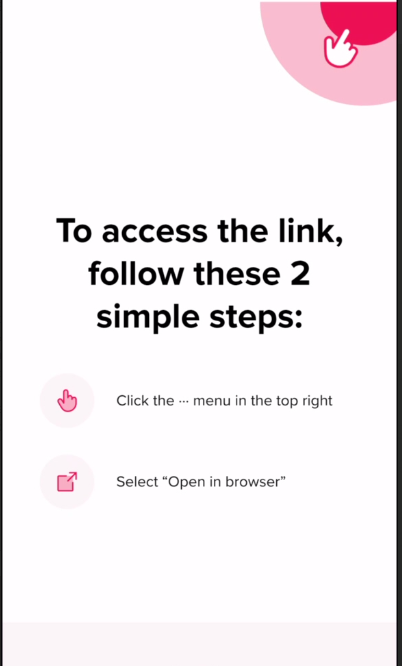 To access the link,
follow these 2
simple steps:
Click the ··· menu in the top right
Select “Open in browser”